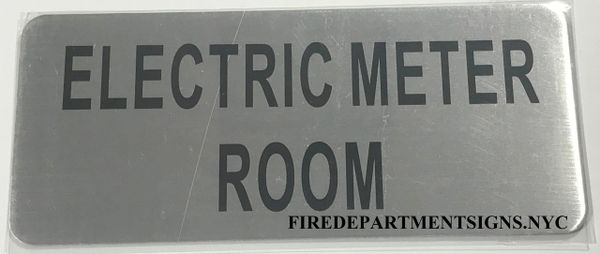 ELECTRIC METER
ROOM
FIREDEPARTMENTSIGNS.NYC